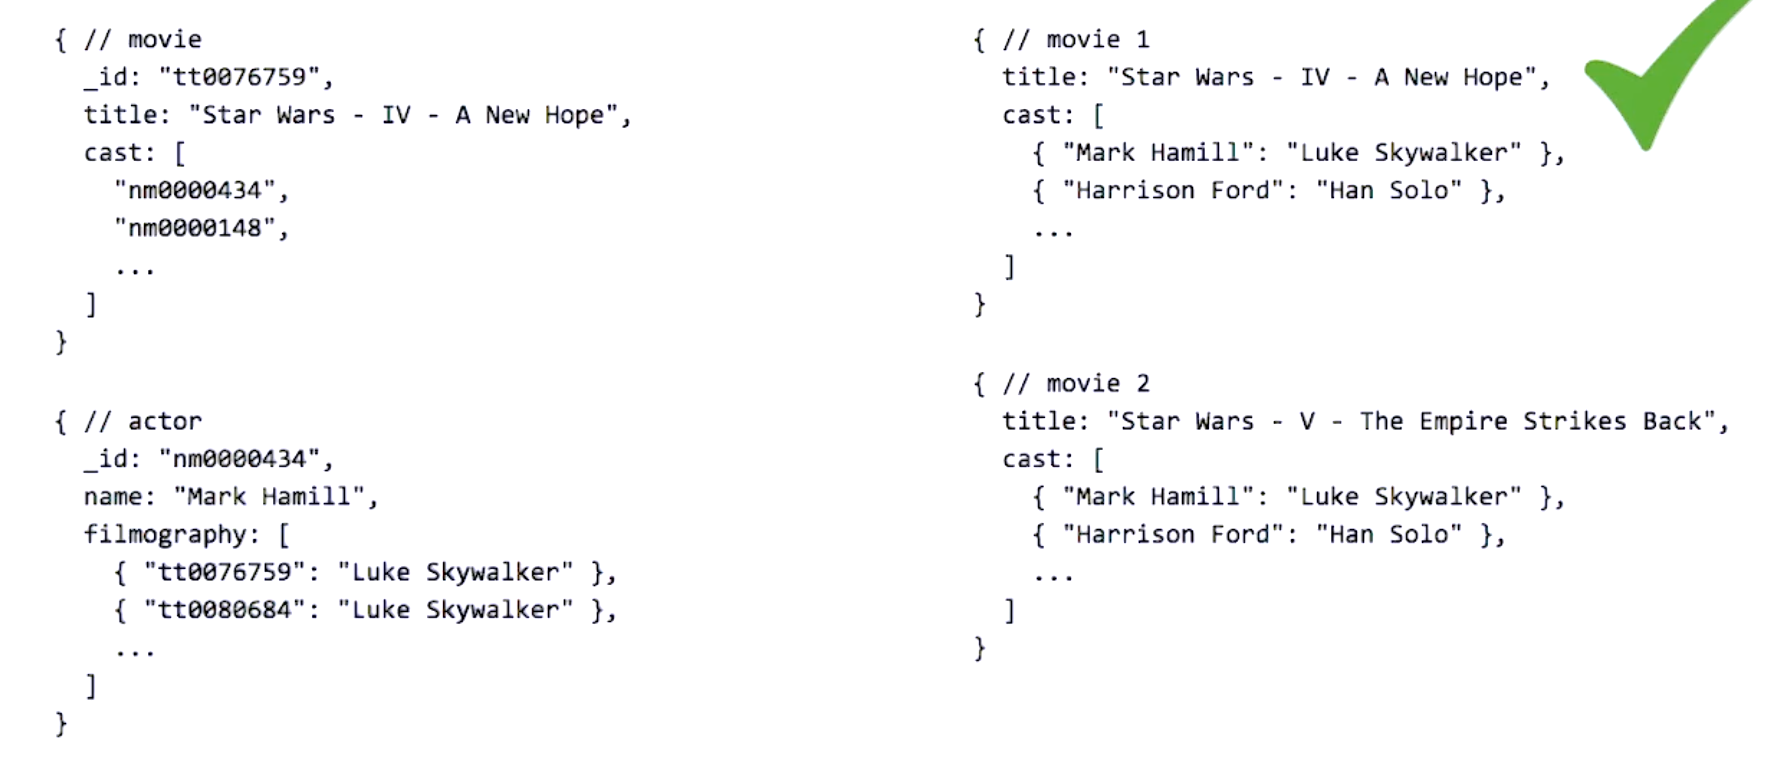 { // movie
  _id: "tt0076759",
  title: "Star Wars - IV - A New Hope",
  cast: [
    "nm0000434",
    "nm0000148",
    ...
  ]
}
{ // actor
  _id: "nm0000434",
  name: "Mark Hamill",
  filmography: [
    { "tt0076759": "Luke Skywalker" },
    { "tt0080684": "Luke Skywalker" },
    ...
  ]
}
{ // movie 1
  title: "Star Wars - IV - A New Hope",
  cast: [
    { "Mark Hamill": "Luke Skywalker" },
    { "Harrison Ford": "Han Solo" },
    ...
  ]
}
{ // movie 2
  title: "Star Wars - V - The Empire Strikes Back",
  cast: [
    { "Mark Hamill": "Luke Skywalker" },
    { "Harrison Ford": "Han Solo" },
    ...
  ]
}